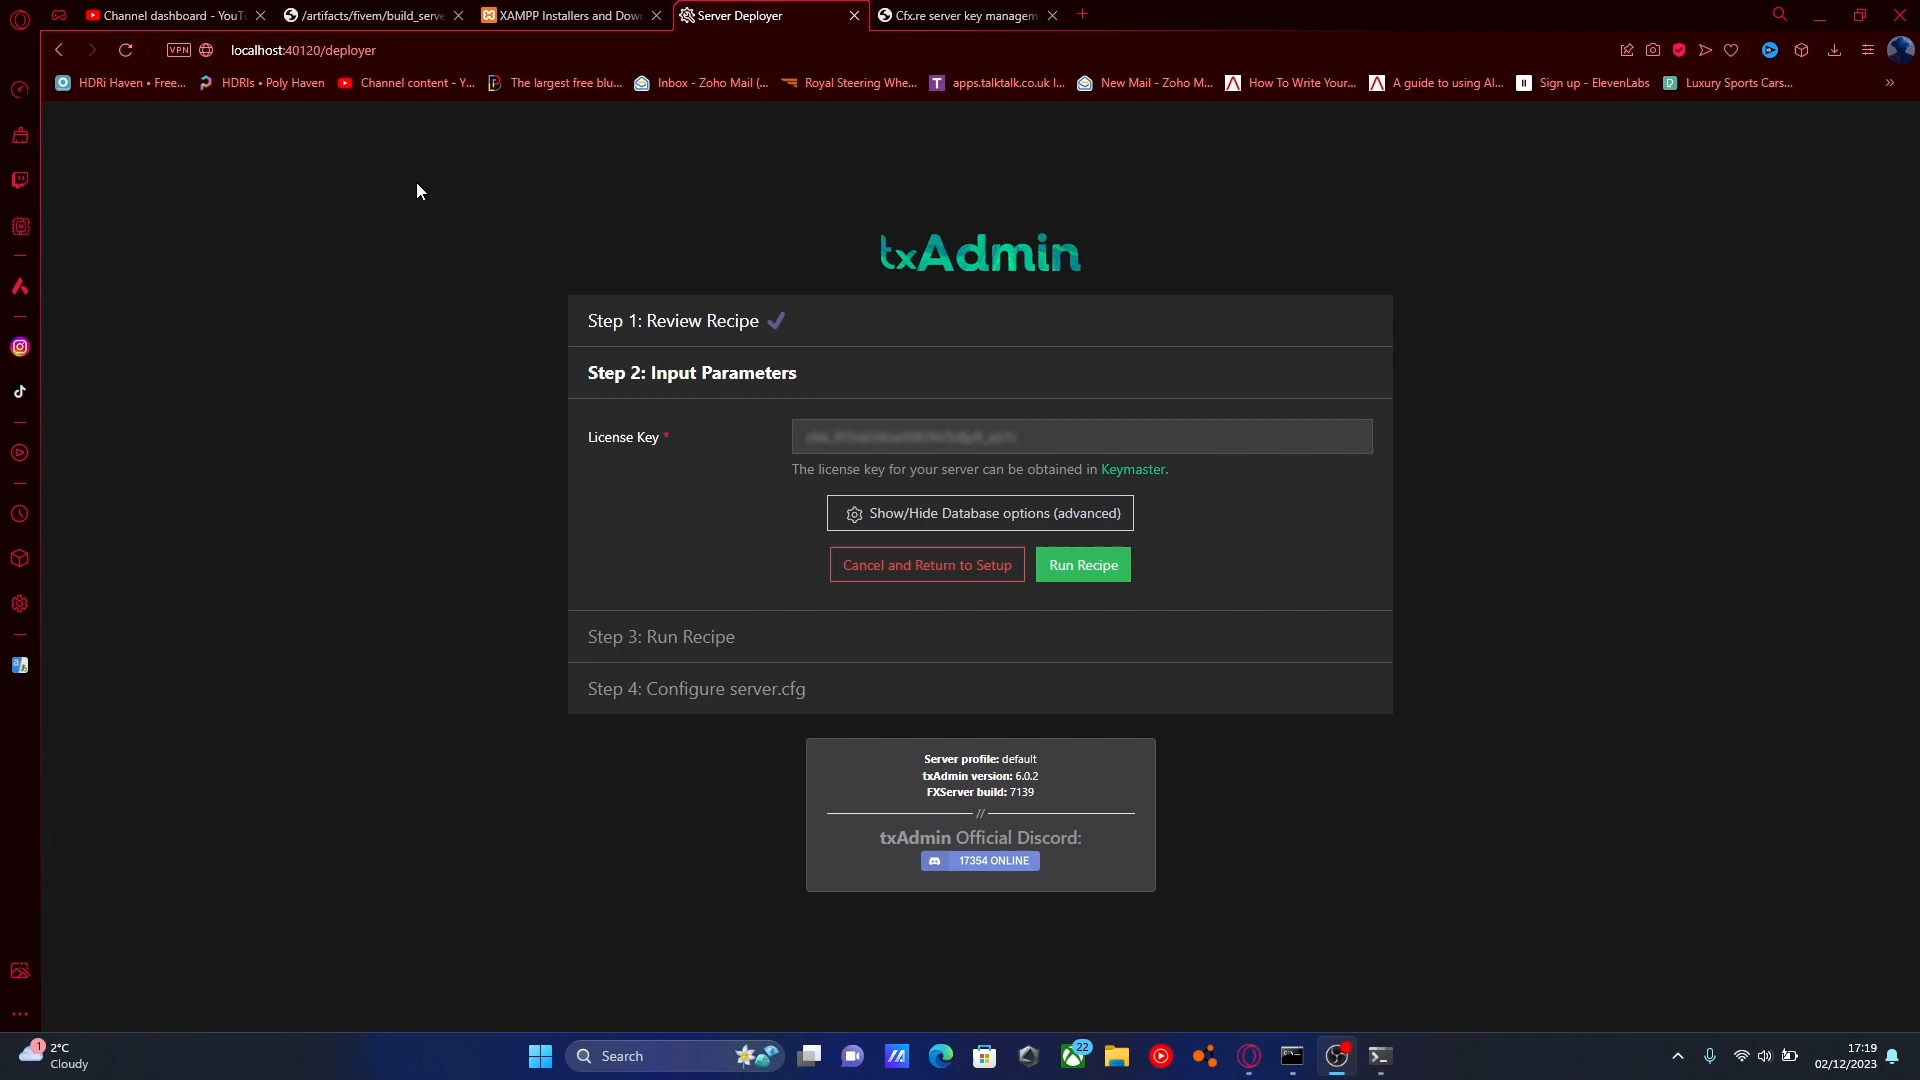 Channel dashboard - YouT
/artifacts/fivem/build_serve
XAMPP Installers and Dow
Server Deployer
Cfx.re server key managem
VPN
localhost:40120/deployer
HDRi Haven • Free...
HDRIs • Poly Haven
Channel content - Y...
The largest free blu...
Inbox - Zoho Mail (...
Royal Steering Whe...
T
apps.talktalk.co.uk l...
New Mail - Zoho M...
How To Write Your...
A guide to using AI...
Sign up - ElevenLabs
Luxury Sports Cars...
txAdmin
Step 1: Review Recipe
Step 2: Input Parameters
License Key *
The license key for your server can be obtained in Keymaster.
Show/Hide Database options (advanced)
Cancel and Return to Setup
Run Recipe
Step 3: Run Recipe
Step 4: Configure server.cfg
Server profile: default
txAdmin version: 6.0.2
FXServer build: 7139
//
txAdmin Official Discord:
17354 ONLINE
1
2°C
Cloudy
Search
22
17:19
02/12/2023